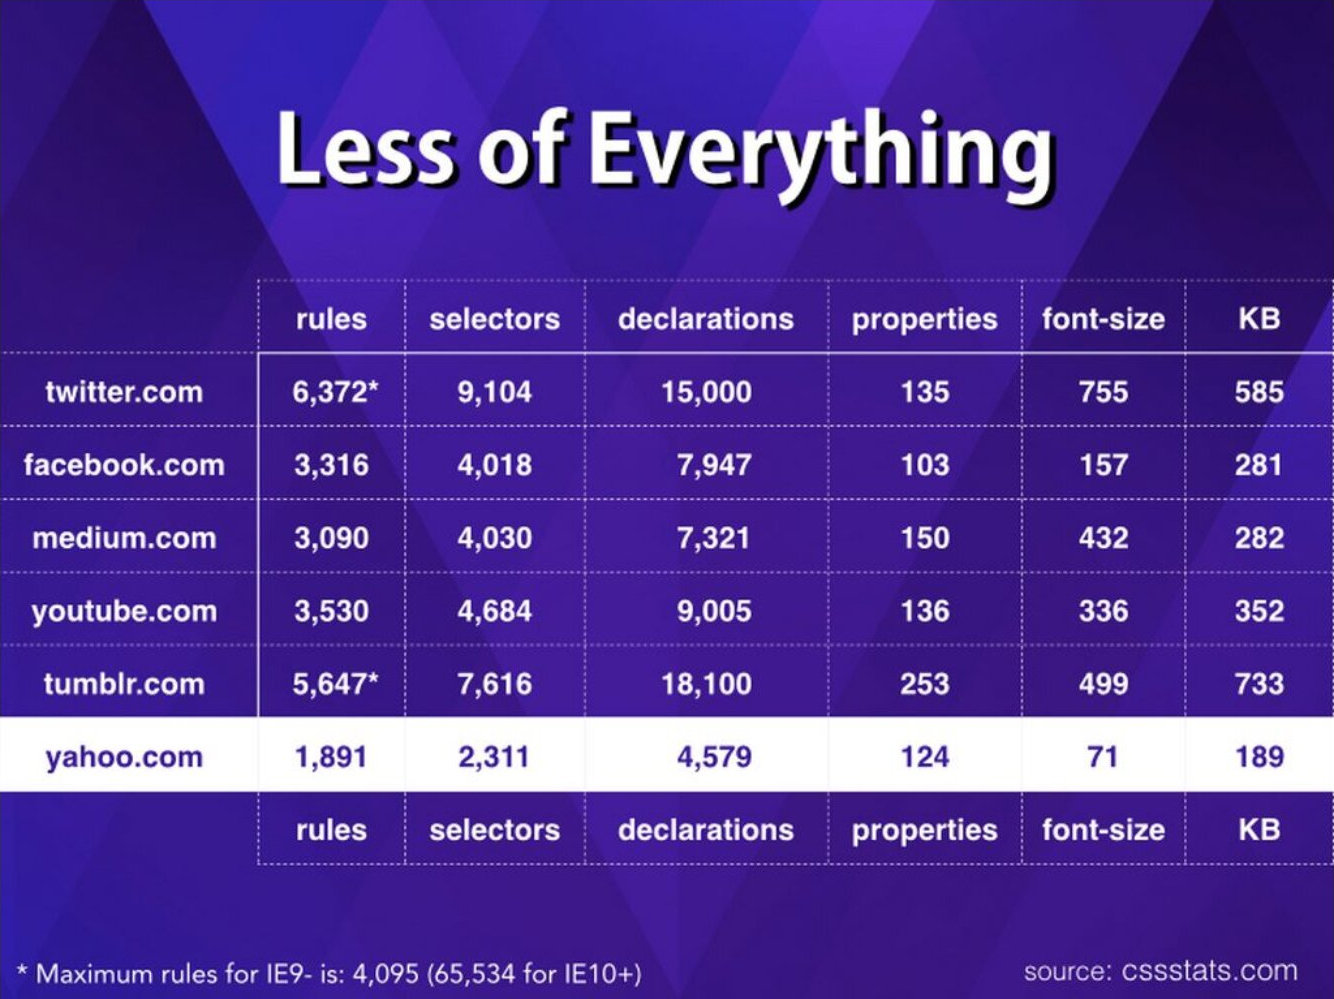 Less of Everything
rules selectors declarations properties font-size KB
twitter.com 6,372* 9,104 15,000 135 755 585
facebook.com 3,316 4,018 7,947 103 157 281
medium.com 3,090 4,030 7,321 150 432 282
youtube.com 3,530 4,684 9,005 136 336 352
tumblr.com 5,647* 7,616 18,100 253 499 733
yahoo.com 1,891 2,311 4,579 124 71 189
rules selectors declarations properties font-size KB
* Maximum rules for IE9- is: 4,095 (65,534 for IE10+)
source: cssstats.com